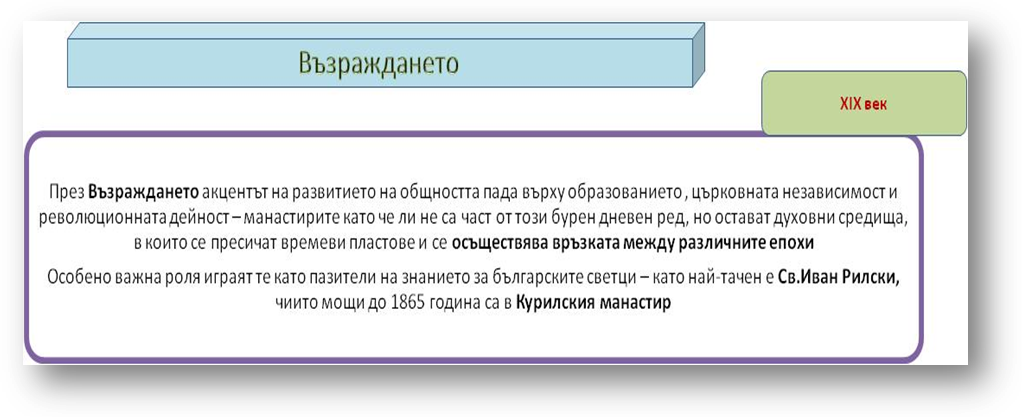 Възраждането
XIX век
През Възраждането акцентът на развитието на общността пада върху образованието , църковната независимост и
революционната дейност – манастирите като че ли не са част от този бурен дневен ред, но остават духовни средища,
в които се пресичат времеви пластове и се осъществява връзката между различните епохи
Особено важна роля играят те като пазители на знанието за българските светци – като най-тачен е Св.Иван Рилски,
чиито мощи до 1865 година са в Курилския манастир